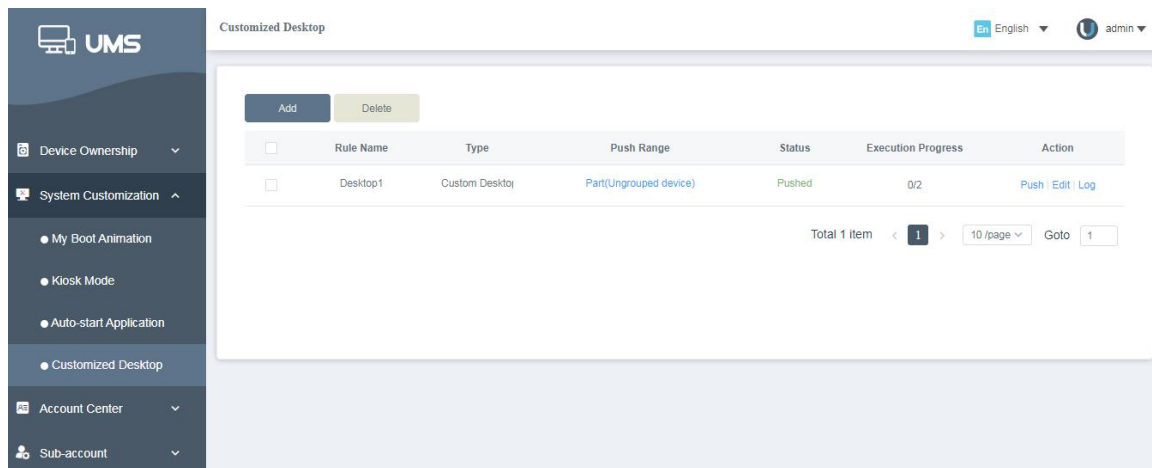 UMS
Customized Desktop
En English
admin
Add
Delete
Device Ownership
System Customization
My Boot Animation
Kiosk Mode
Auto-start Application
Customized Desktop
Account Center
Sub-account
Rule Name Type Push Range Status Execution Progress Action
Desktop1 Custom Desktop Part(Ungrouped device) Pushed 0/2 Push | Edit | Log
Total 1 item < 1 > 10 /page Goto 1